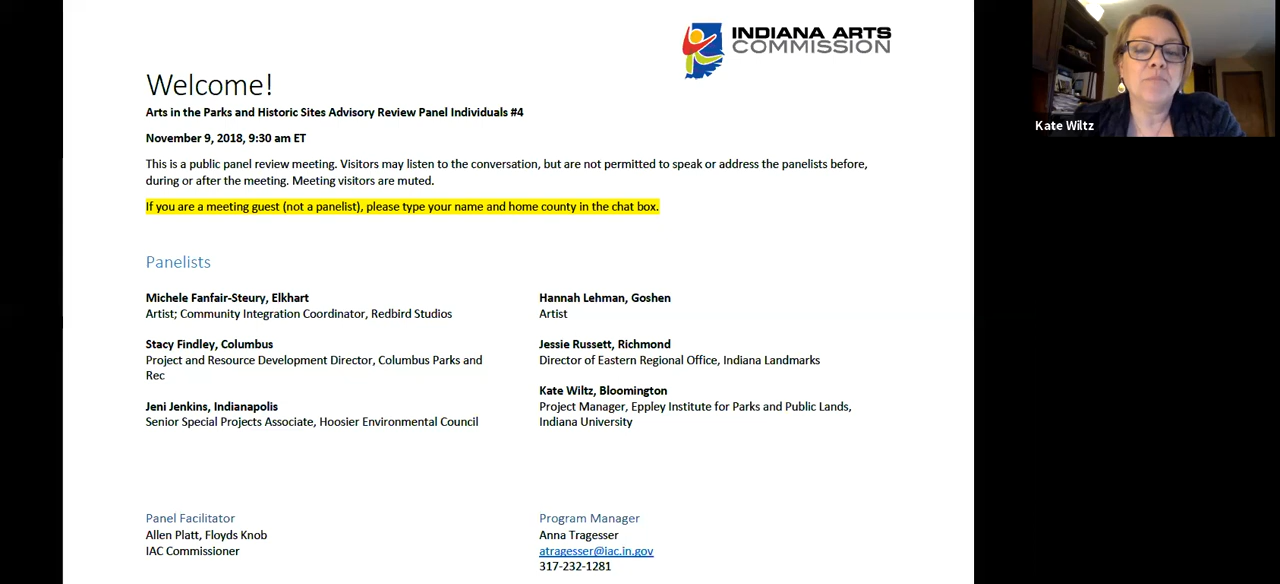 INDIANA ARTS
COMMISSION
Welcome!
Arts in the Parks and Historic Sites Advisory Review Panel Individuals #4
November 9, 2018, 9:30 am ET
This is a public panel review meeting. Visitors may listen to the conversation, but are not permitted to speak or address the panelists before,
during or after the meeting. Meeting visitors are muted.
If you are a meeting guest (not a panelist), please type your name and home county in the chat box.
Panelists
Michele Fanfair-Steury, Elkhart
Artist; Community Integration Coordinator, Redbird Studios
Stacy Findley, Columbus
Project and Resource Development Director, Columbus Parks and
Rec
Jeni Jenkins, Indianapolis
Senior Special Projects Associate, Hoosier Environmental Council
Hannah Lehman, Goshen
Artist
Jessie Russett, Richmond
Director of Eastern Regional Office, Indiana Landmarks
Kate Wiltz, Bloomington
Project Manager, Eppley Institute for Parks and Public Lands,
Indiana University
Panel Facilitator
Allen Platt, Floyds Knob
IAC Commissioner
Program Manager
Anna Tragesser
atragesser@iac.in.gov
317-232-1281
Kate Wiltz